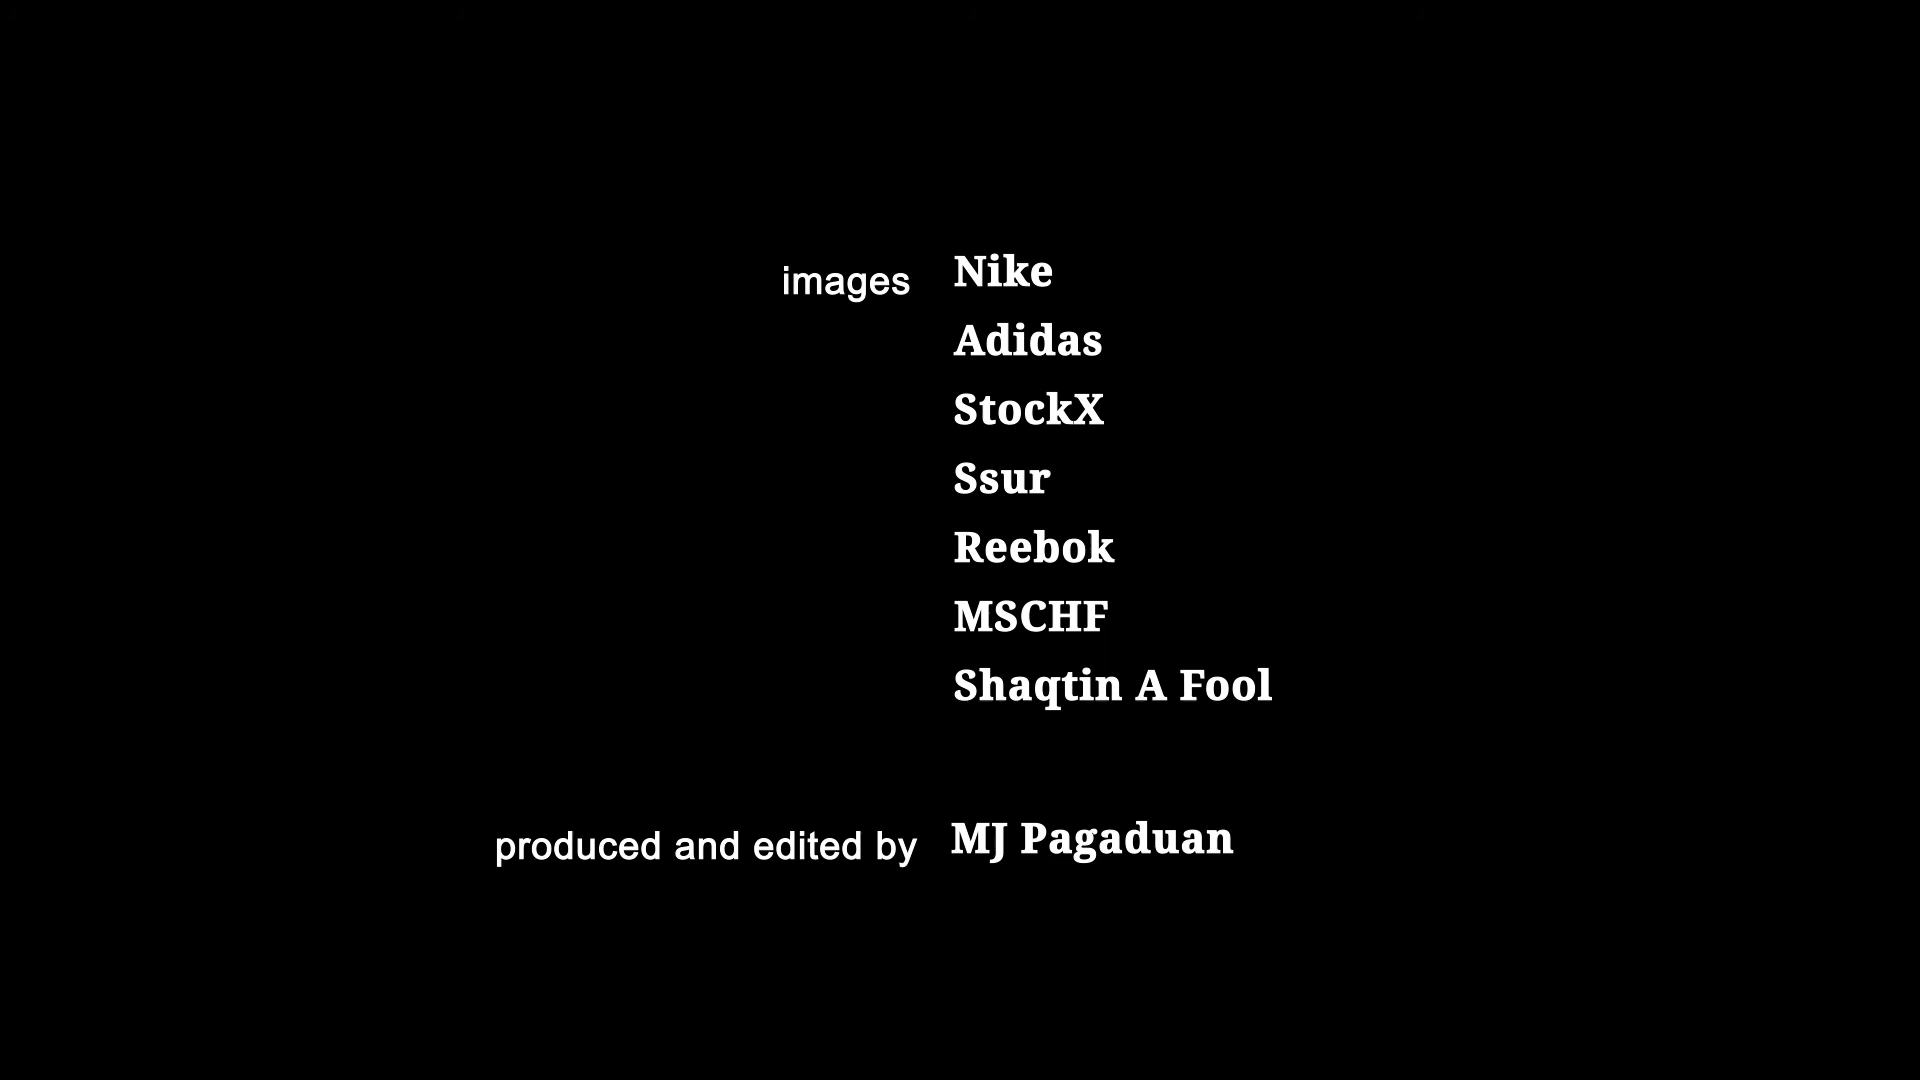 images Nike
Adidas
StockX
Ssur
Reebok
MSCHF
Shaqtin A Fool
produced and edited by MJ Pagaduan